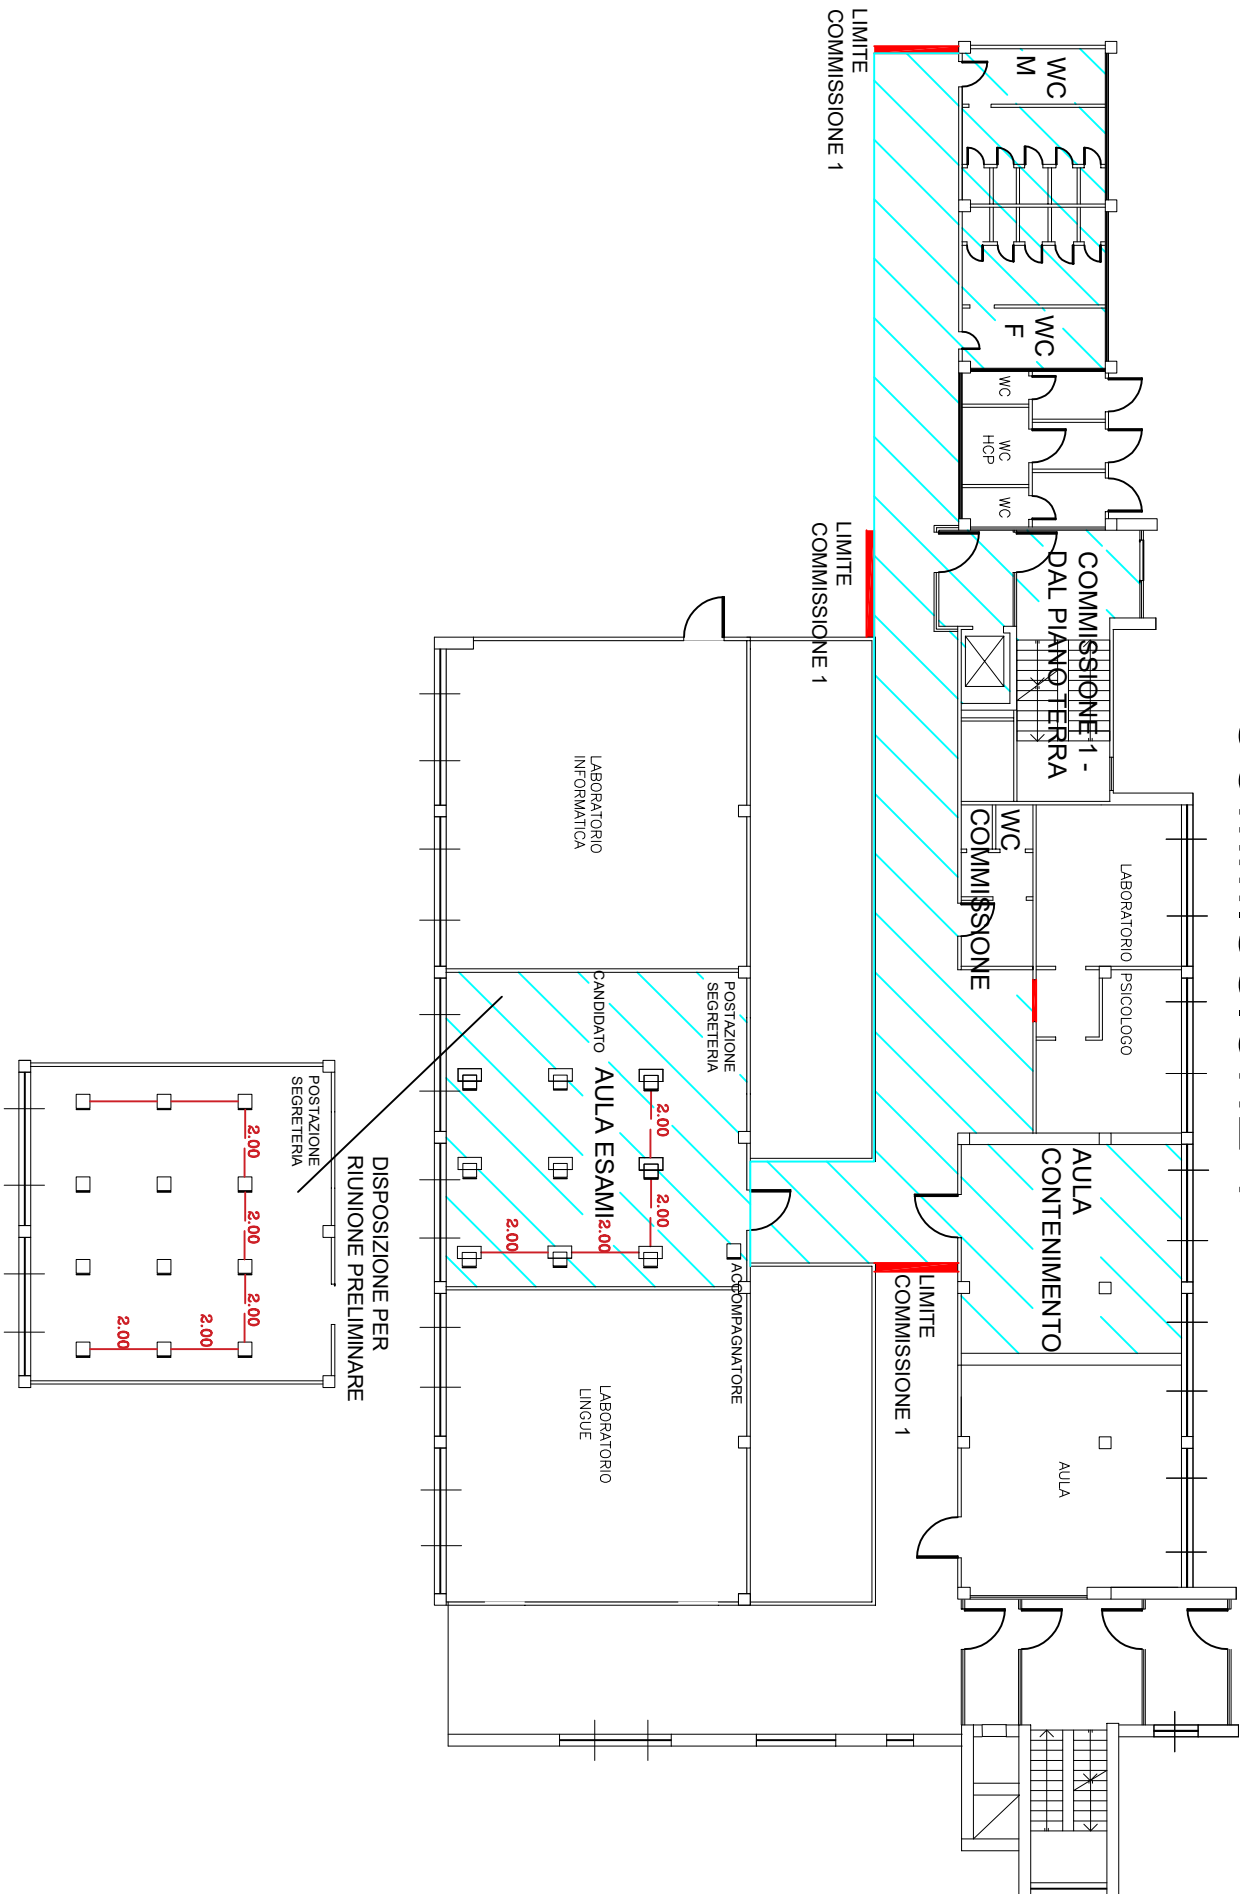 LIMITE
COMMISSIONE 1
WC
M
WC
F
WC
WC
HCP
WC
LIMITE
COMMISSIONE 1
COMMISSIONE 1 -
DAL PIANO TERRA
WC
COMMISSIONE
LABORATORIO PSICOLOGO
LABORATORIO
INFORMATICA
POSTAZIONE
SEGRETERIA
CANDIDATO
AULA ESAMI
2.00
2.00
2.00
2.00
ACCOMPAGNATORE
AULA
CONTENIMENTO
LIMITE
COMMISSIONE 1
AULA
LABORATORIO
LINGUE
POSTAZIONE
SEGRETERIA
2.00
2.00
2.00
2.00
2.00
DISPOSIZIONE PER
RIUNIONE PRELIMINARE